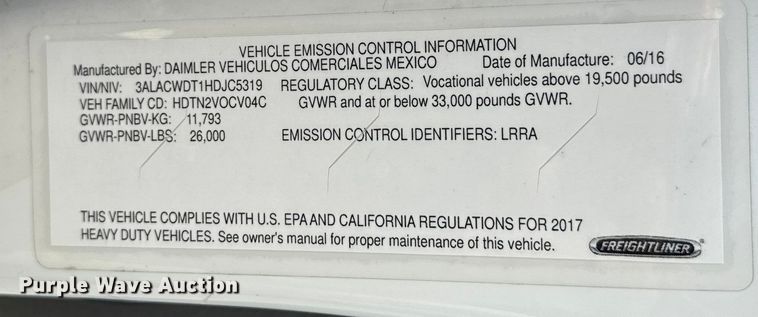 VEHICLE EMISSION CONTROL INFORMATION
Manufactured By: DAIMLER VEHICULOS COMERCIALES MEXICO Date of Manufacture: 06/16
VIN/NIV: 3ALACWDT1HDJC5319 REGULATORY CLASS: Vocational vehicles above 19,500 pounds
VEH FAMILY CD: HDTN2VOCV04C GVWR and at or below 33,000 pounds GVWR.
GVWR-PNBV-KG: 11,793
GVWR-PNBV-LBS: 26,000 EMISSION CONTROL IDENTIFIERS: LRRA
THIS VEHICLE COMPLIES WITH U.S. EPA AND CALIFORNIA REGULATIONS FOR 2017
HEAVY DUTY VEHICLES. See owner's manual for proper maintenance of this vehicle.
FREIGHTLINER
Purple Wave Auction